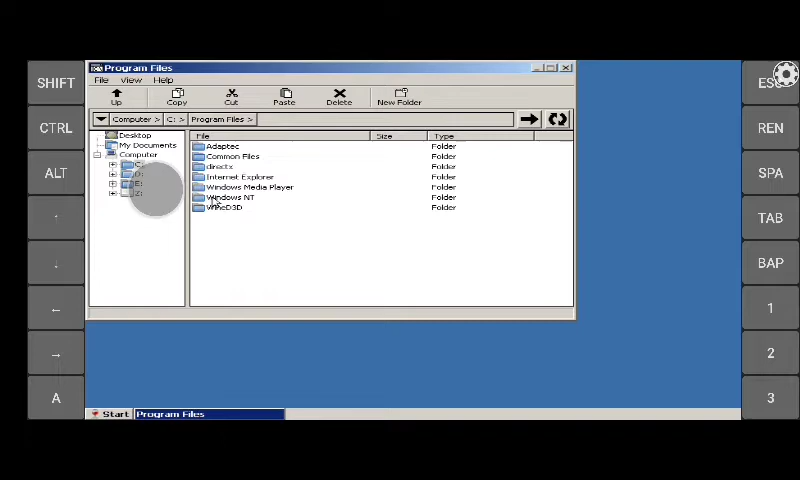 Program Files
SHIFT
ESC
File View Help
Up Copy Cut Paste Delete New Folder
Computer > C: > Program Files >
CTRL
REN
Desktop
File Size Type
My Documents
Adaptec Folder
Computer
Common Files Folder
C:
directx Folder
ALT
D:
Internet Explorer Folder
SPA
E:
Windows Media Player Folder
Z:
Windows NT Folder
WineD3D Folder
↑
TAB
↓
BAP
←
1
→
2
A
3
Start Program Files